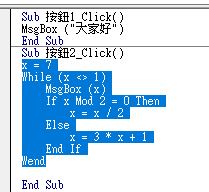 Sub 按鈕1_Click()
MsgBox ("大家好")
End Sub
Sub 按鈕2_Click()
x = 7
While (x <> 1)
    MsgBox (x)
    If x Mod 2 = 0 Then
        x = x / 2
    Else
        x = 3 * x + 1
    End If
Wend
End Sub